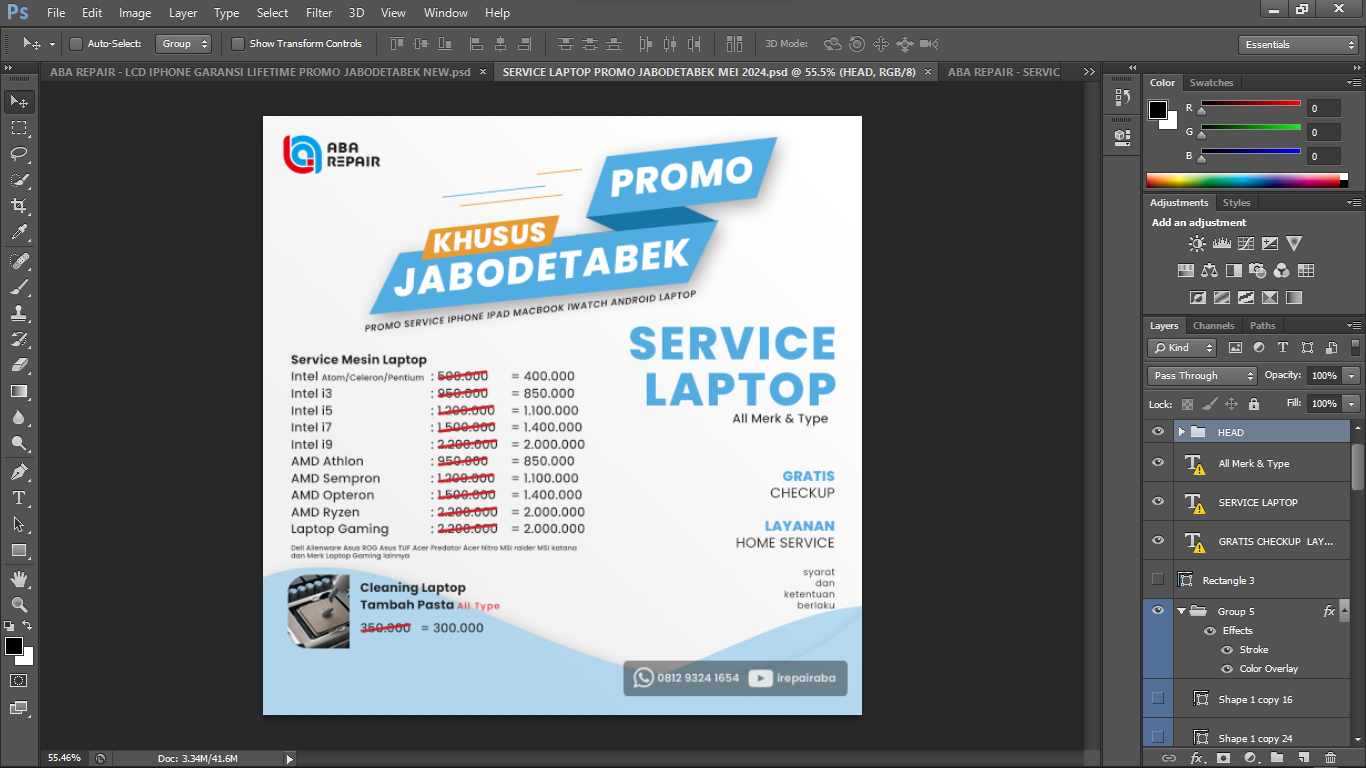 Ps File Edit Image Layer Type Select Filter 3D View Window Help
Auto-Select: Group Show Transform Controls 3D Mode: Essentials
ABA REPAIR - LCD IPHONE GARANSI LIFETIME PROMO JABODETABEK NEW.psd × SERVICE LAPTOP PROMO JABODETABEK MEI 2024.psd @ 55.5% (HEAD, RGB/8) × ABA REPAIR - SERVIC
ABA
REPAIR
PROMO
KHUSUS
JABODETABEK
PROMO SERVICE IPHONE IPAD MACBOOK IWATCH ANDROID LAPTOP
SERVICE
LAPTOP
All Merk & Type
Service Mesin Laptop
Intel Atom/Celeron/Pentium : 500.000 = 400.000
Intel i3 : 950.000 = 850.000
Intel i5 : 1.200.000 = 1.100.000
Intel i7 : 1.500.000 = 1.400.000
Intel i9 : 2.200.000 = 2.000.000
AMD Athlon : 950.000 = 850.000
AMD Sempron : 1.200.000 = 1.100.000
AMD Opteron : 1.500.000 = 1.400.000
AMD Ryzen : 2.200.000 = 2.000.000
Laptop Gaming : 2.200.000 = 2.000.000
Dell Alienware Asus ROG Asus TUF Acer Predator Acer Nitro MSI raider MSI katana
dan Merk Laptop Gaming lainnya
GRATIS
CHECKUP
LAYANAN
HOME SERVICE
syarat
dan
ketentuan
berlaku
Cleaning Laptop
Tambah Pasta All Type
350.000 = 300.000
0812 9324 1654 irepairaba
55.46% Doc: 3.34M/41.6M
Color Swatches
R 0
G 0
B 0
Adjustments Styles
Add an adjustment
Layers Channels Paths
Kind
Pass Through Opacity: 100%
Lock: Fill: 100%
HEAD
All Merk & Type
SERVICE LAPTOP
GRATIS CHECKUP LAY...
Rectangle 3
Group 5 fx
Effects
Stroke
Color Overlay
Shape 1 copy 16
Shape 1 copy 24
fx